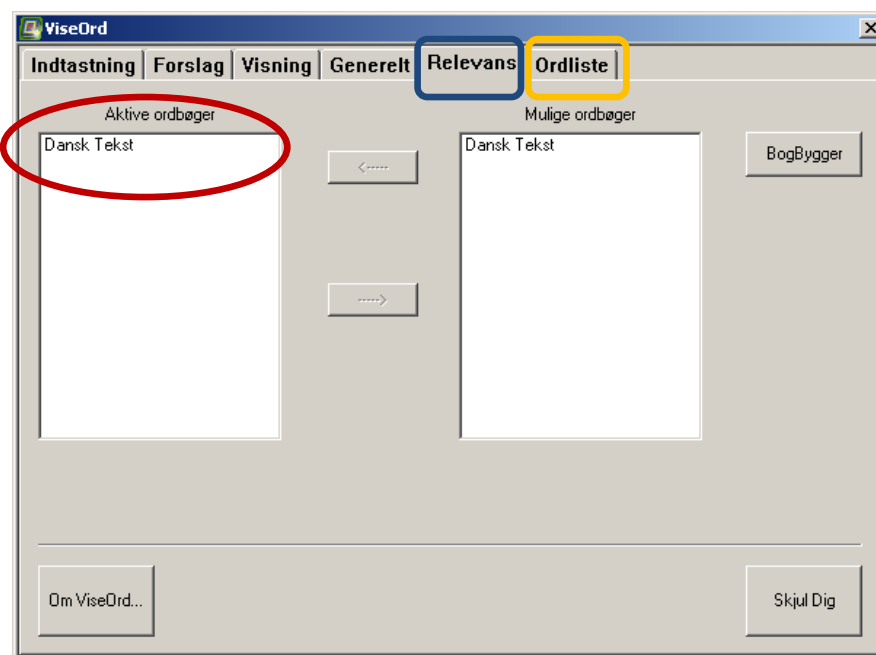 ViseOrd
Indtastning Forslag Visning Generelt Relevans Ordliste
Aktive ordbøger Mulige ordbøger
Dansk Tekst Dansk Tekst BogBygger
<-----
----->
Om ViseOrd... Skjul Dig